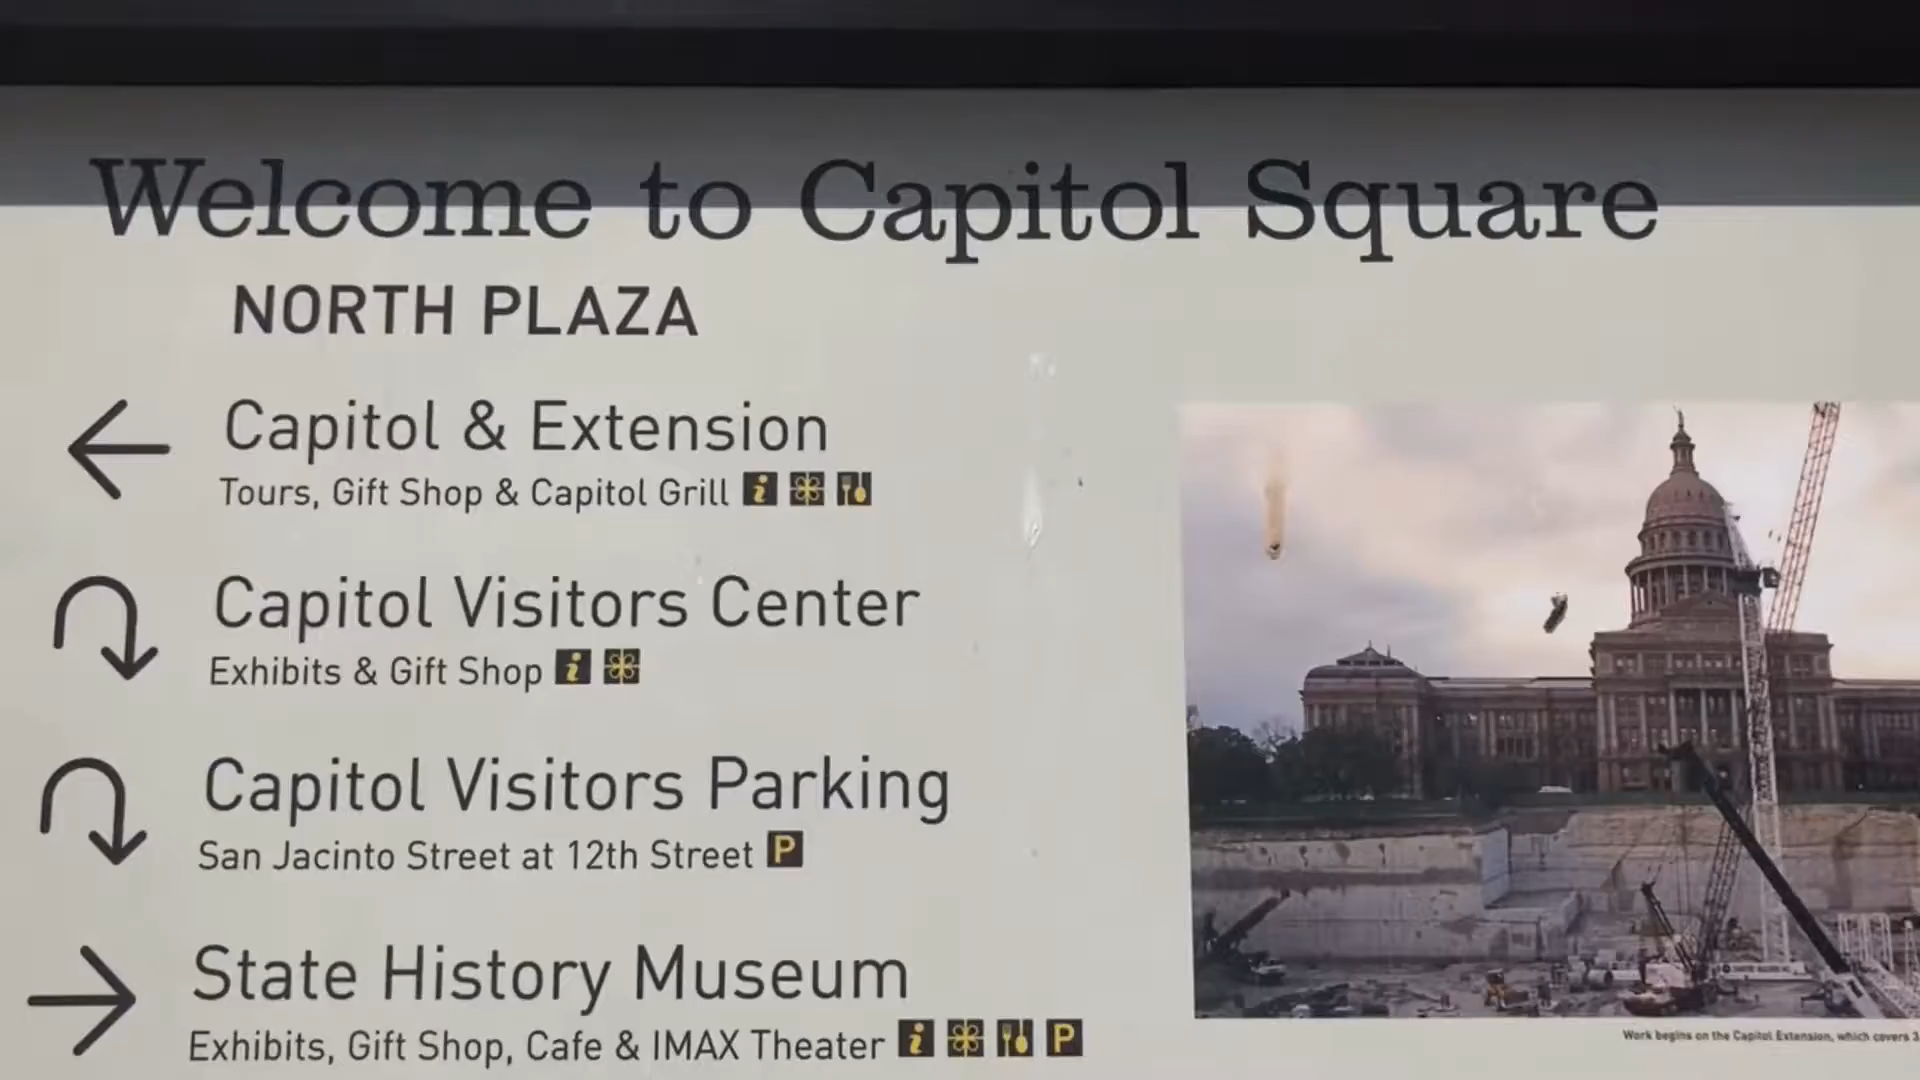 Welcome to Capitol Square
NORTH PLAZA
Capitol & Extension
Tours, Gift Shop & Capitol Grill i
Capitol Visitors Center
Exhibits & Gift Shop i
Capitol Visitors Parking
San Jacinto Street at 12th Street P
State History Museum
Exhibits, Gift Shop, Cafe & IMAX Theater i P
Work begins on the Capitol Extension, which covers 3